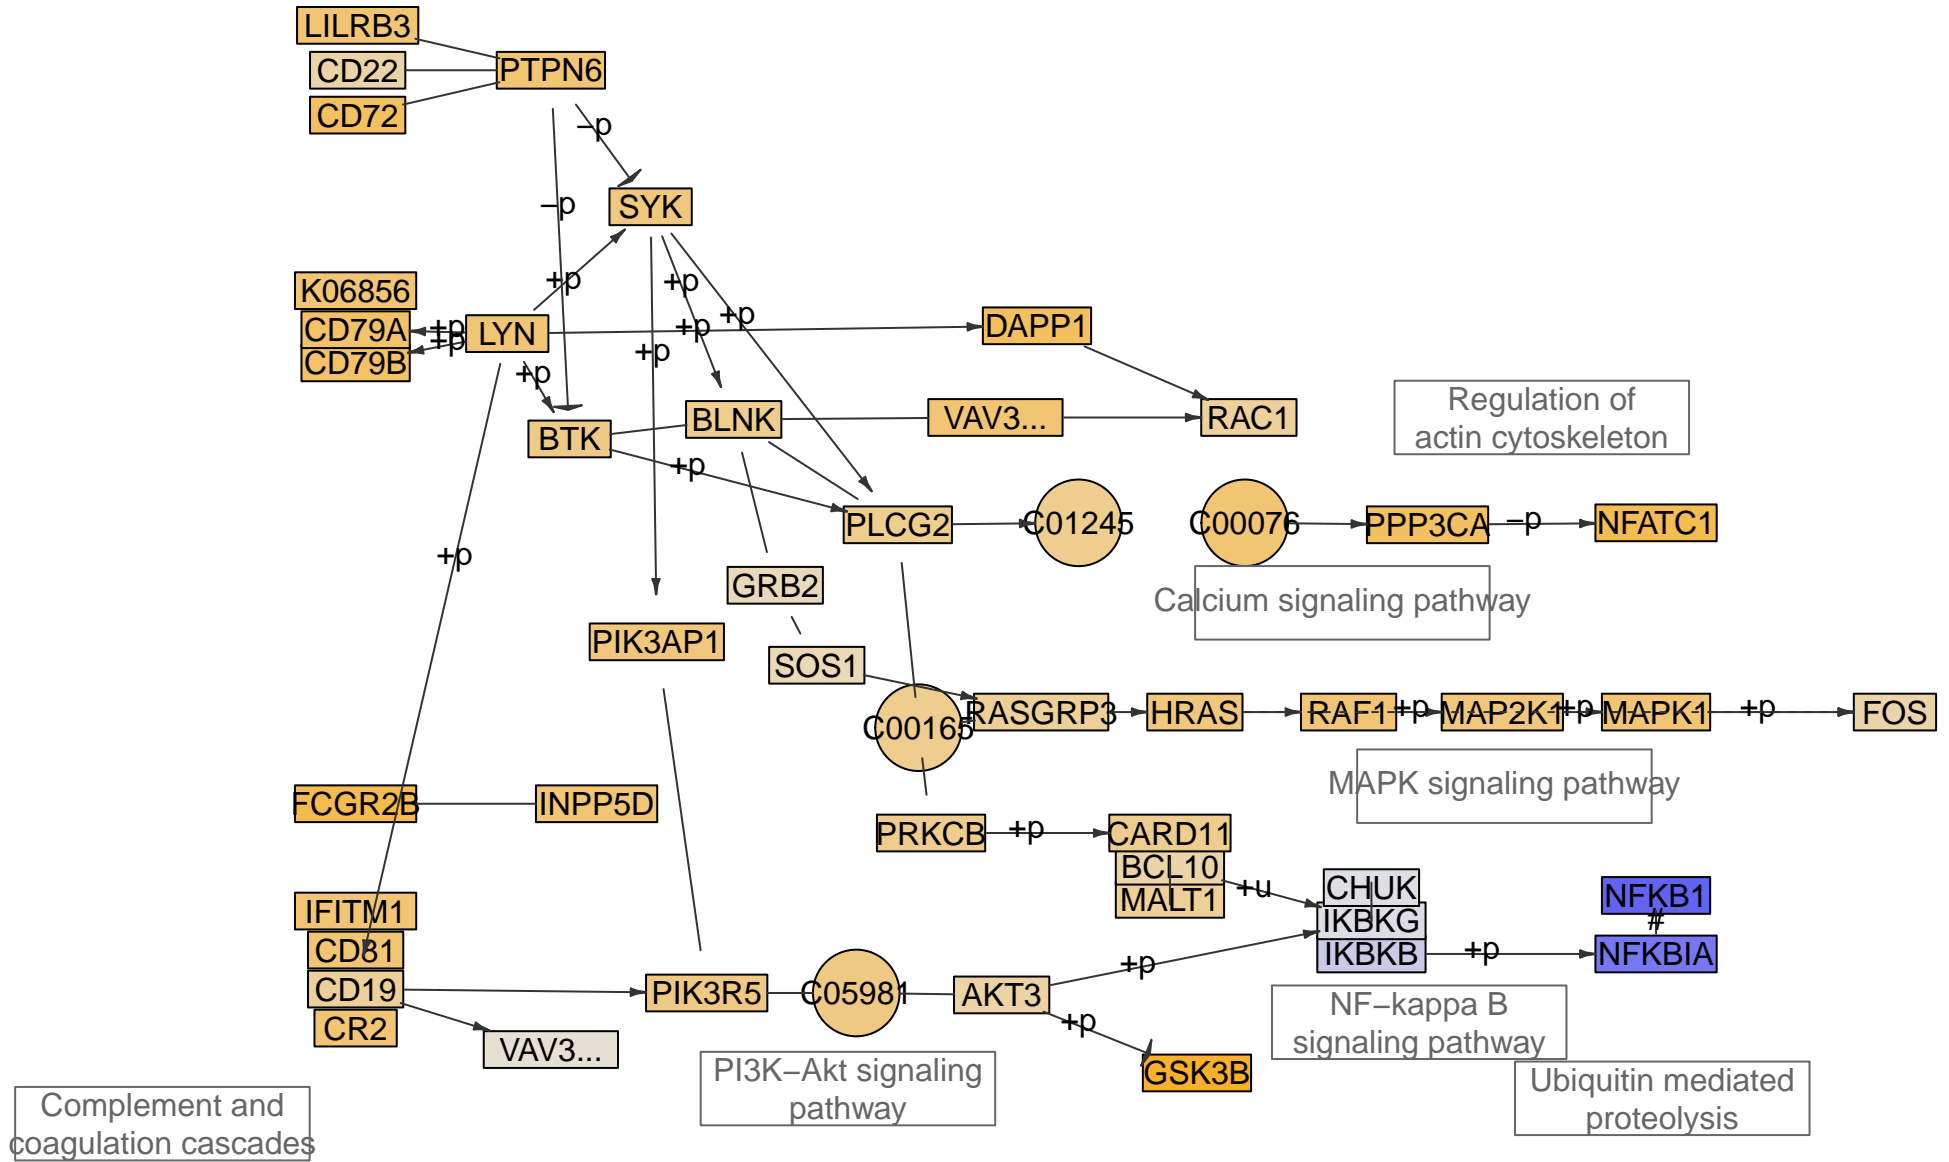 LILRB3
CD22
PTPN6
CD72
–p
SYK
–p
+p
+p
K06856
CD79A
+p
LYN
+p
CD79B
+p
+p
DAPP1
+p
+p
BTK
BLNK
VAV3...
RAC1
Regulation of
actin cytoskeleton
+p
PLCG2
C01245
C00076
PPP3CA
–p
NFATC1
+p
GRB2
Calcium signaling pathway
PIK3AP1
SOS1
C00165
RASGRP3
HRAS
RAF1
+p
MAP2K1
+p
MAPK1
+p
FOS
MAPK signaling pathway
FCGR2B
INPP5D
PRKCB
+p
CARD11
BCL10
MALT1
+u
CHUK
IKBKG
IKBKB
+p
NFKB1
#
NFKBIA
IFITM1
CD81
CD19
CR2
VAV3...
PIK3R5
C05981
AKT3
+p
+p
GSK3B
NF–kappa B
signaling pathway
PI3K–Akt signaling
pathway
Ubiquitin mediated
proteolysis
Complement and
coagulation cascades